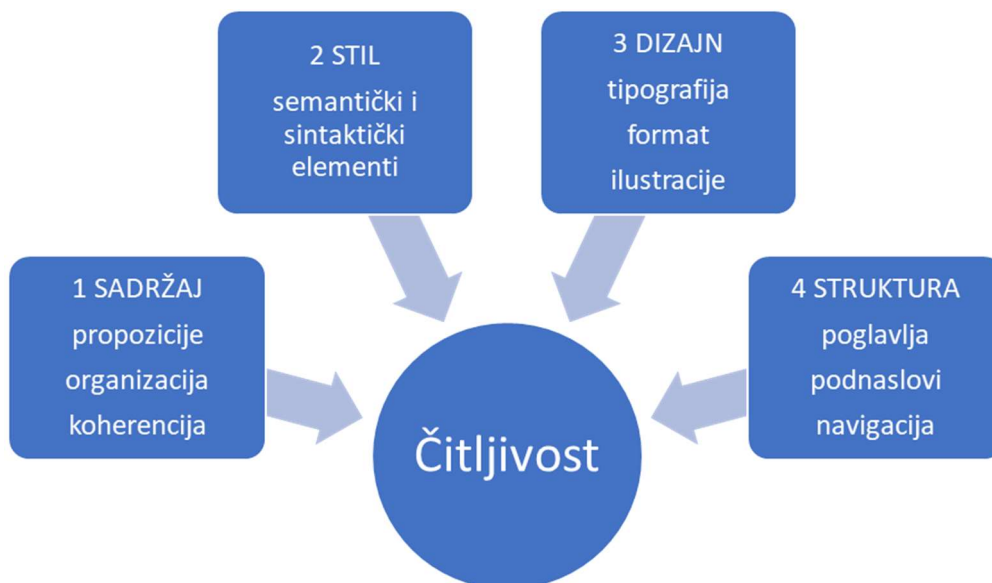 1 SADRŽAJ
propozicije
organizacija
koherencija
2 STIL
semantički i
sintaktički
elementi
3 DIZAJN
tipografija
format
ilustracije
4 STRUKTURA
poglavlja
podnaslovi
navigacija
Čitljivost